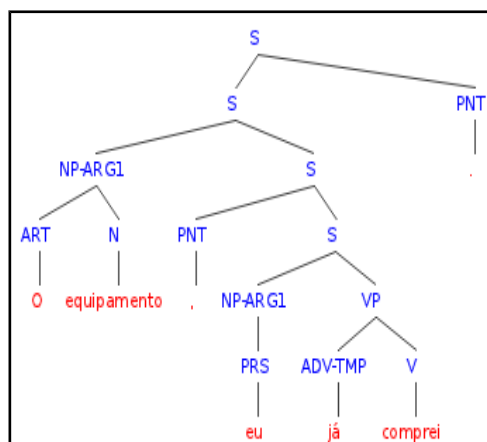 S
S PNT
NP-ARG1 S .
ART N PNT S
O equipamento , NP-ARG1 VP
PRS ADV-TMP V
eu já comprei